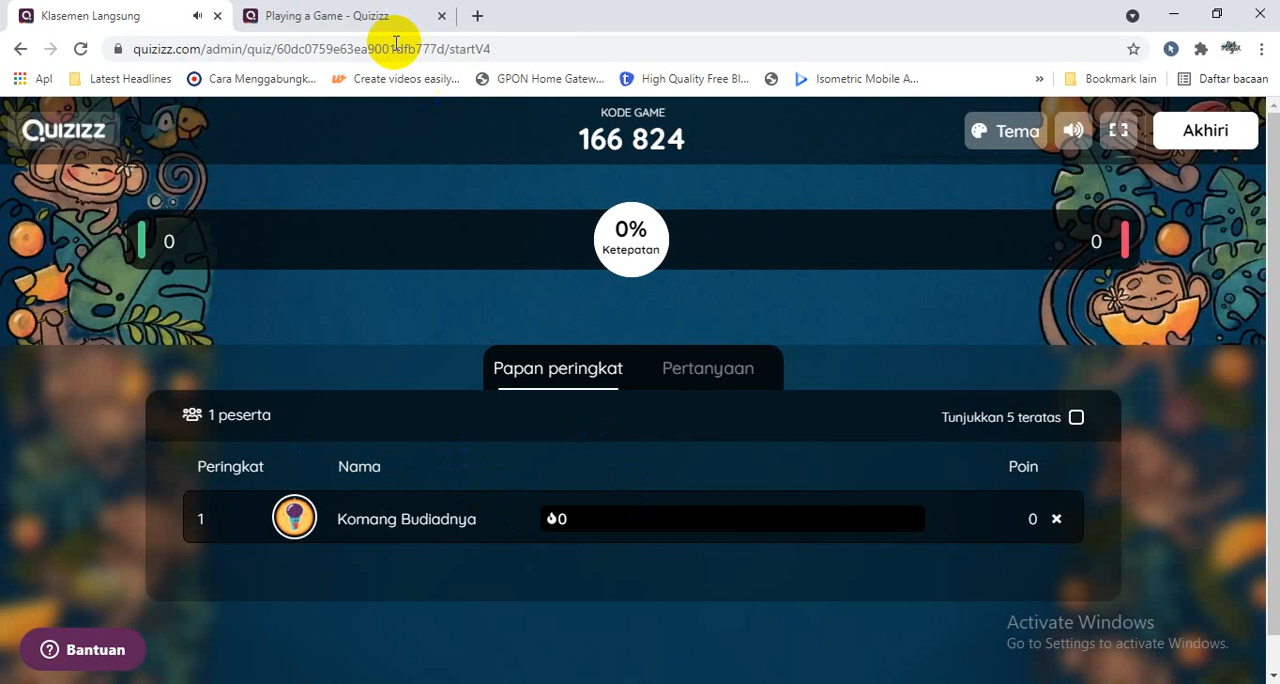 Klasemen Langsung
Playing a Game - Quizizz
quizizz.com/admin/quiz/60dc0759e63ea9001dfb777d/startV4
Apl
Latest Headlines
Cara Menggabungk...
Create videos easily...
GPON Home Gatew...
High Quality Free Bl...
Isometric Mobile A...
»
Bookmark lain
Daftar bacaan
Quizizz
KODE GAME
166 824
Tema
Akhiri
0
0%
Ketepatan
0
Papan peringkat
Pertanyaan
1 peserta
Tunjukkan 5 teratas
Peringkat
Nama
Poin
1
Komang Budiadnya
0
0
Activate Windows
Go to Settings to activate Windows.
Bantuan